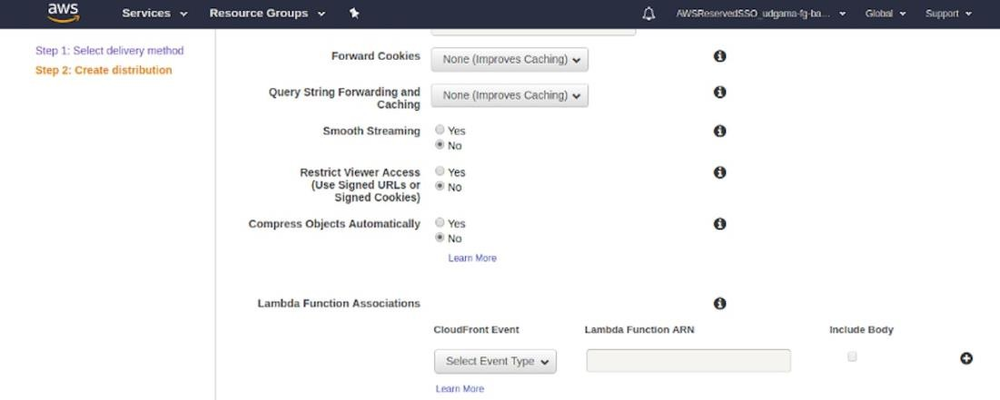 aws Services Resource Groups AWSReservedSSO_udgama-fg-ba... Global Support
Step 1: Select delivery method
Step 2: Create distribution
Forward Cookies None (Improves Caching)
Query String Forwarding and
Caching
None (Improves Caching)
Smooth Streaming Yes
No
Restrict Viewer Access
(Use Signed URLs or
Signed Cookies)
Yes
No
Compress Objects Automatically Yes
No
Learn More
Lambda Function Associations
CloudFront Event Lambda Function ARN Include Body
Select Event Type
Learn More